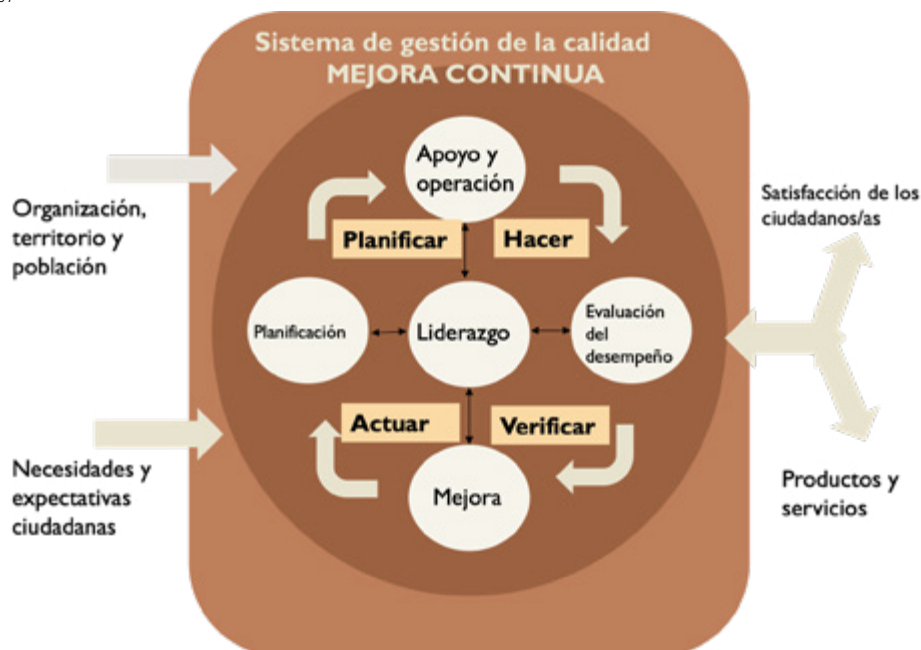 Sistema de gestión de la calidad
MEJORA CONTINUA
Apoyo y
operación
Organización,
territorio y
población
Planificar
Hacer
Satisfacción de los
ciudadanos/as
Planificación
Liderazgo
Evaluación
del
desempeño
Actuar
Verificar
Necesidades y
expectativas
ciudadanas
Mejora
Productos y
servicios